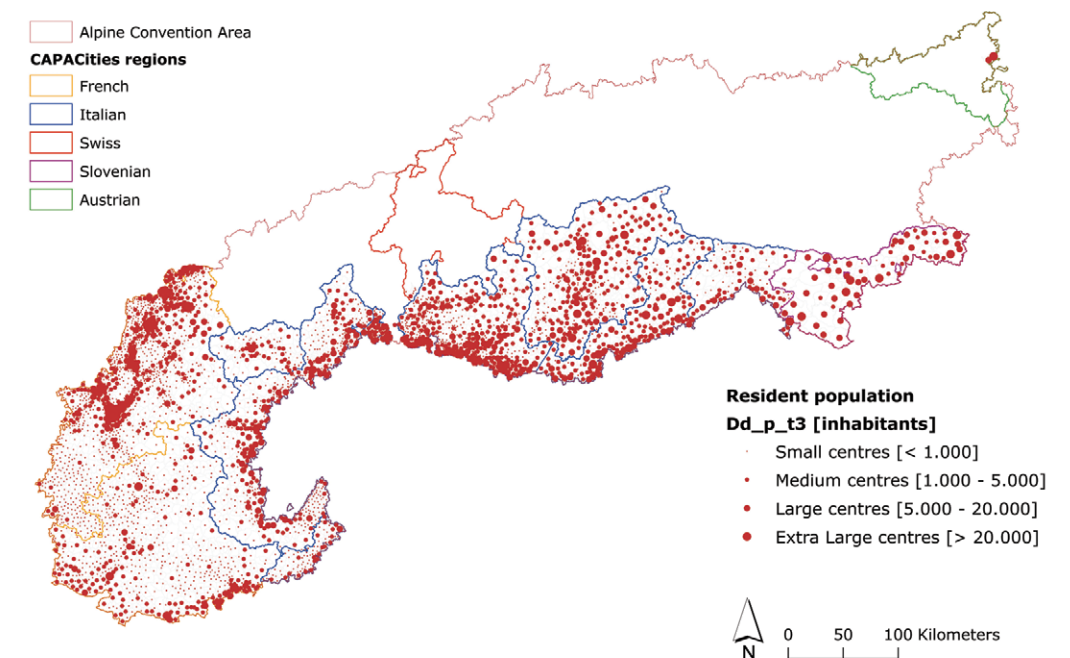 Alpine Convention Area
CAPACities regions
French
Italian
Swiss
Slovenian
Austrian
Resident population
Dd_p_t3 [inhabitants]
Small centres [< 1.000]
Medium centres [1.000 - 5.000]
Large centres [5.000 - 20.000]
Extra Large centres [> 20.000]
N
0 50 100 Kilometers